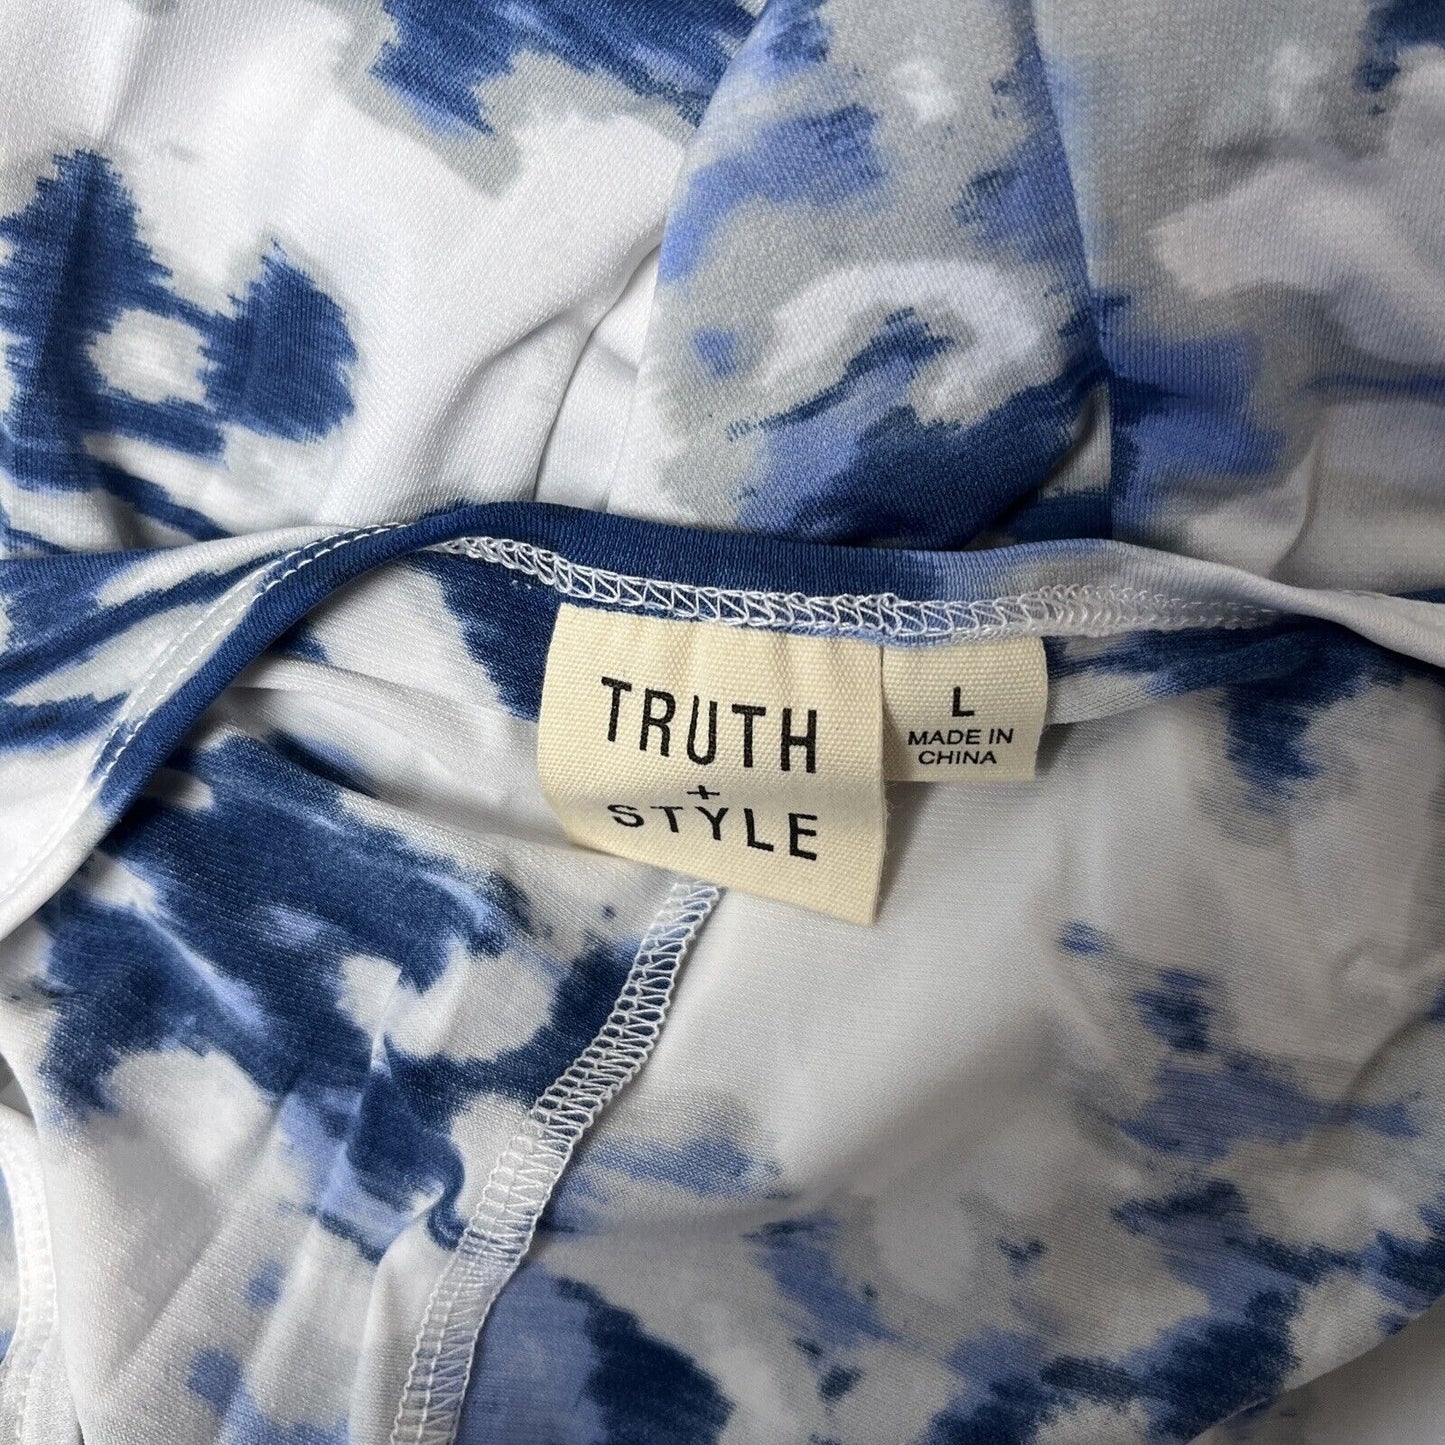 TRUTH
+
STYLE
L
MADE IN
CHINA